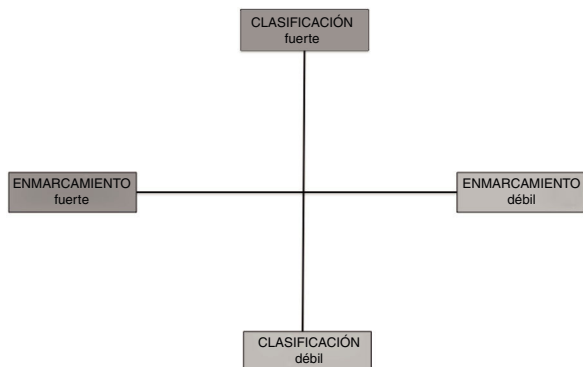 CLASIFICACIÓN
fuerte
ENMARCAMIENTO
fuerte
ENMARCAMIENTO
débil
CLASIFICACIÓN
débil